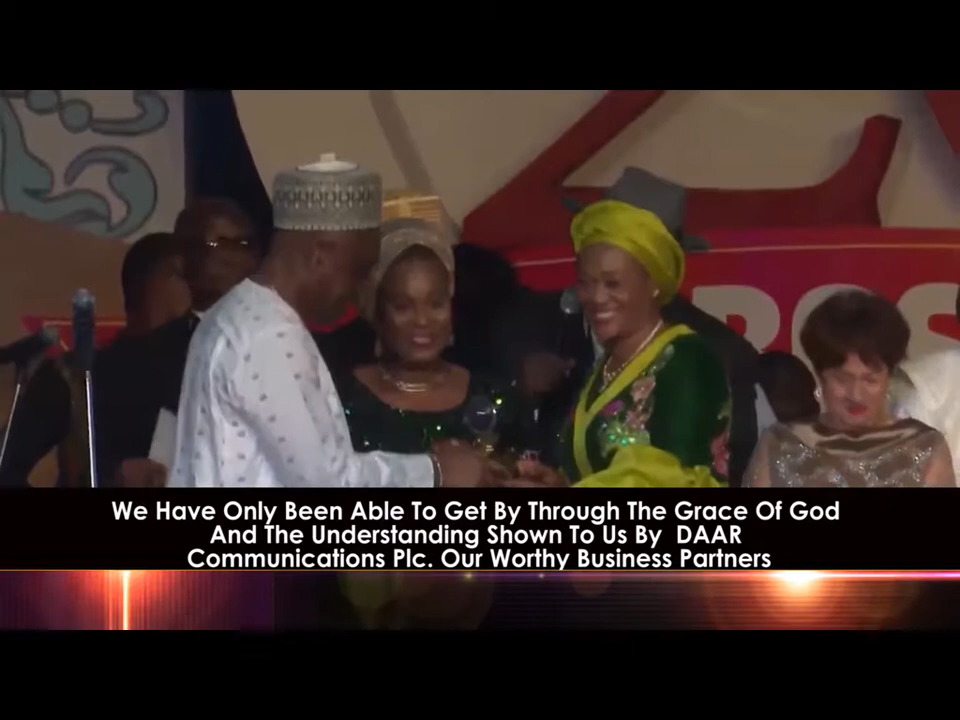 We Have Only Been Able To Get By Through The Grace Of God
And The Understanding Shown To Us By DAAR
Communications Plc. Our Worthy Business Partners